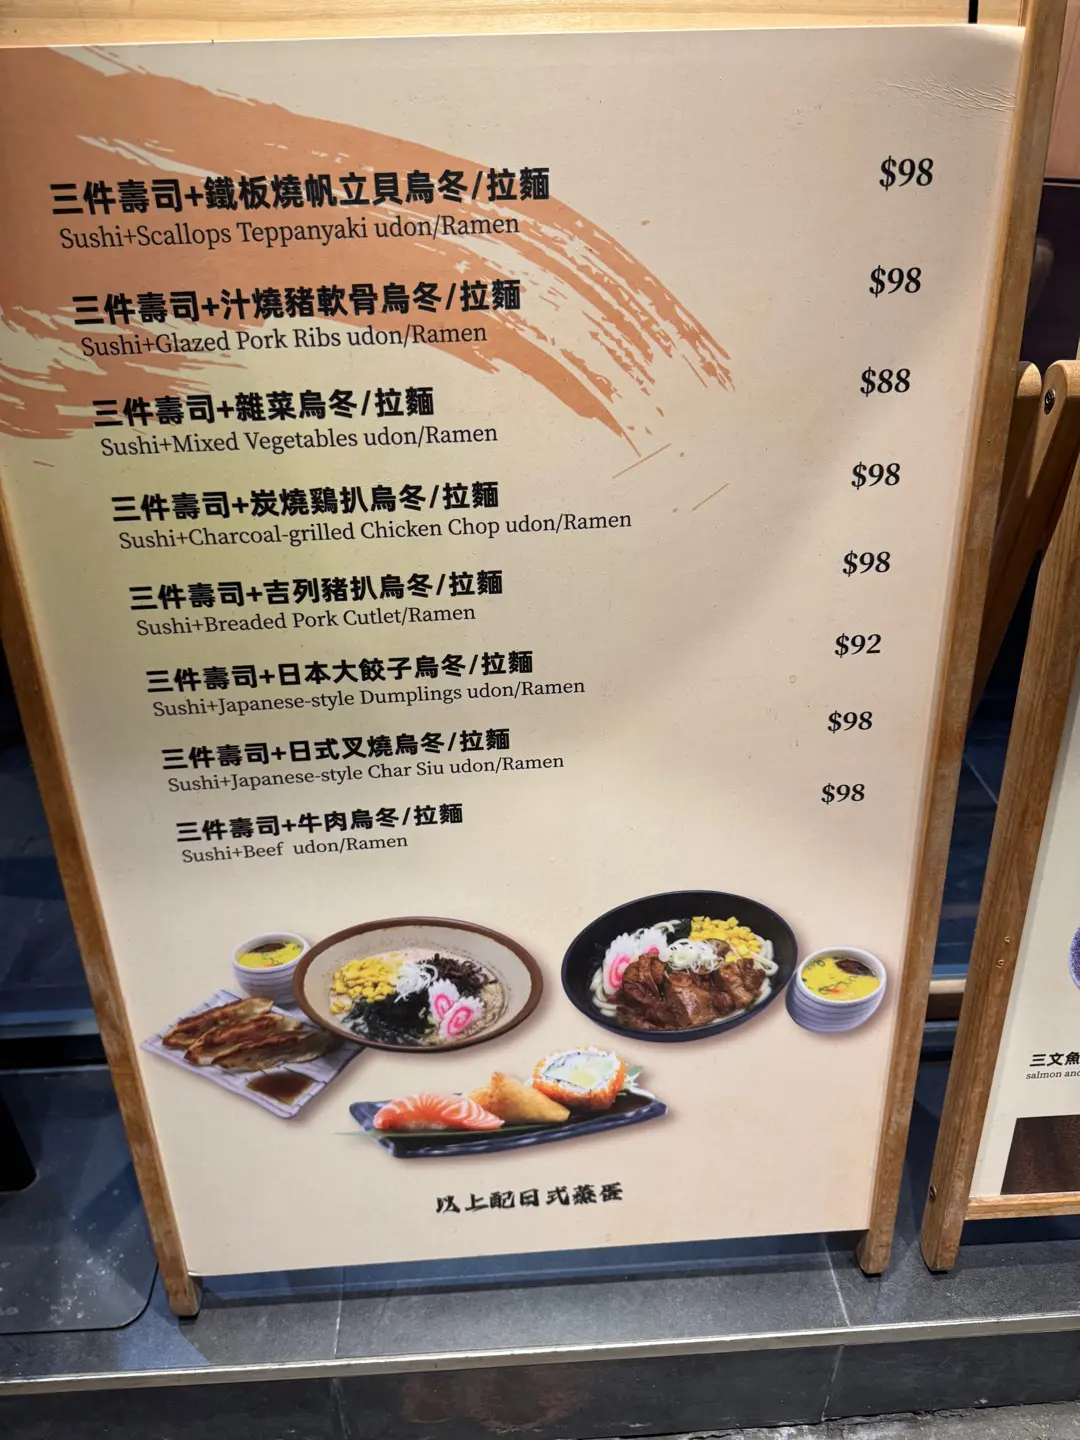 三件壽司+鐵板燒帆立貝烏冬/拉麵 $98
Sushi+Scallops Teppanyaki udon/Ramen
三件壽司+汁燒豬軟骨烏冬/拉麵 $98
Sushi+Glazed Pork Ribs udon/Ramen
三件壽司+雜菜烏冬/拉麵 $88
Sushi+Mixed Vegetables udon/Ramen
三件壽司+炭燒鷄扒烏冬/拉麵 $98
Sushi+Charcoal-grilled Chicken Chop udon/Ramen
三件壽司+吉列豬扒烏冬/拉麵 $98
Sushi+Breaded Pork Cutlet/Ramen
三件壽司+日本大餃子烏冬/拉麵 $92
Sushi+Japanese-style Dumplings udon/Ramen
三件壽司+日式叉燒烏冬/拉麵 $98
Sushi+Japanese-style Char Siu udon/Ramen
三件壽司+牛肉烏冬/拉麵 $98
Sushi+Beef udon/Ramen
以上配日式蒸蛋
三文魚
salmon and